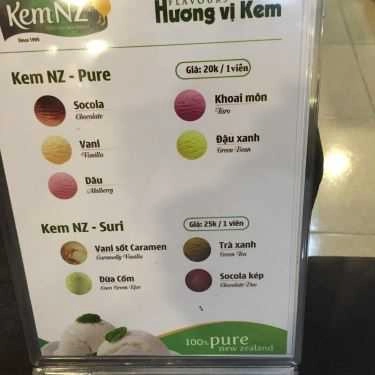 KemNZ
Since 1995
FLAVOURS
Hương vị Kem
Kem NZ - Pure
Giá: 20k / 1 viên
Socola
Chocolate
Khoai môn
Taro
Vani
Vanilla
Đậu xanh
Green Bean
Dâu
Mulberry
Kem NZ - Suri
Giá: 25k / 1 viên
Vani sốt Caramen
Caramelly Vanilla
Trà xanh
Green Tea
Dừa Cốm
Coco Green Rice
Socola kép
Chocolate Duo
100% pure
new zealand